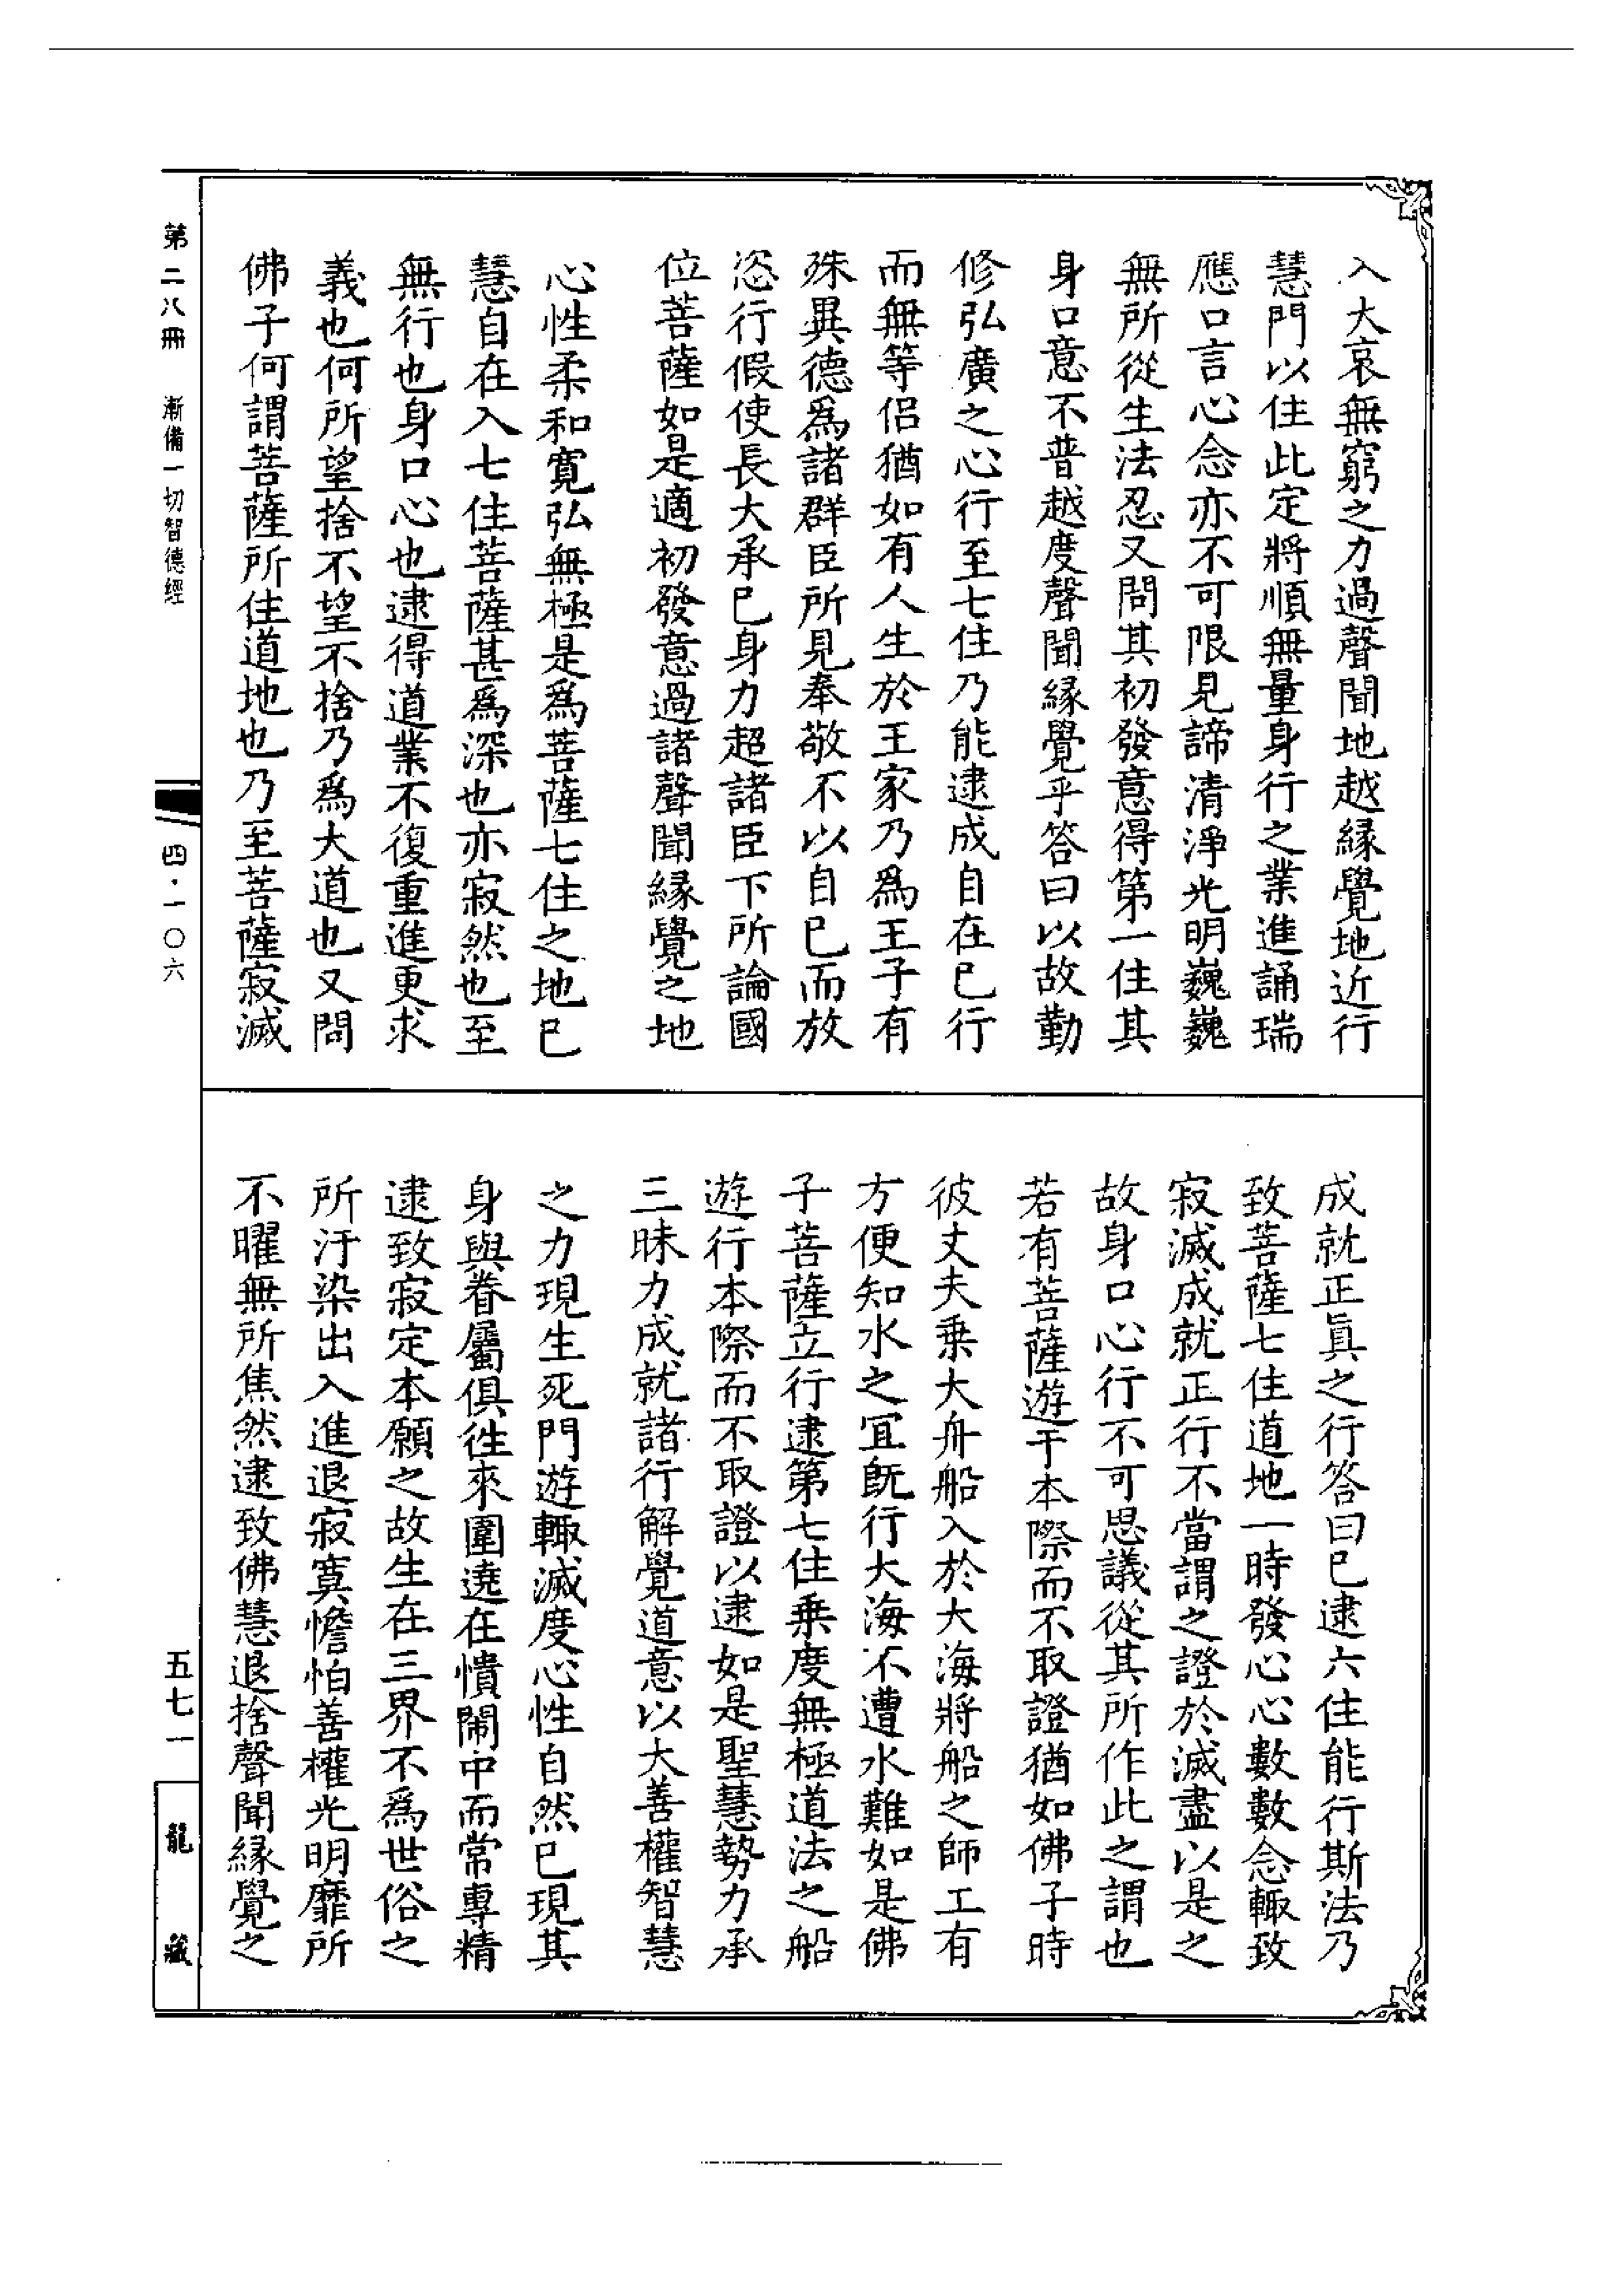 入大哀無窮之力過聲聞地越緣覺地近行
慧門以住此定將順無量身行之業進誦瑞
應口言心念亦不可限見諦清淨光明巍巍
無所從生法忍又問其初發意得第一住其
身口意不普越度聲聞緣覺乎答曰以故勤
修弘廣之心行至七住乃能逮成自在已行
而無等侶猶如有人生於王家乃為王子有
殊異德為諸群臣所見奉敬不以自已而放
恣行假使長大承已身力超諸臣下所論國
位菩薩如是適初發意過諸聲聞緣覺之地
心性柔和寬弘無極是為菩薩七住之地已
慧自在入七住菩薩甚為深也亦寂然也至
無行也身口心也逮得道業不復重進更求
義也何所望捨不望不捨乃為大道也又問
佛子何謂菩薩所住道地也乃至菩薩寂滅
成就正真之行答曰已逮六住能行斯法乃
致菩薩七住道地一時發心心數數念輙致
寂滅成就正行不當謂之證於滅盡以是之
故身口心行不可思議從其所作此之謂也
若有菩薩遊于本際而不取證猶如佛子時
彼丈夫乗大舟船入於大海將船之師工有
方便知水之冝既行大海不遭水難如是佛
子菩薩立行逮第七住乗度無極道法之船
遊行本際而不取證以逮如是聖慧勢力承
三昧力成就諸行解覺道意以大善權智慧
之力現生死門遊輙滅度心性自然已現其
身與眷屬俱徃來圍遶在憒閙中而常專精
逮致寂定本願之故生在三界不為世俗之
所汙染出入進退寂寞憺怕善權光明靡所
不曜無所焦然逮致佛慧退捨聲聞緣覺之
第二八冊 漸備一切智德經
四·一〇六
五七一
龍藏